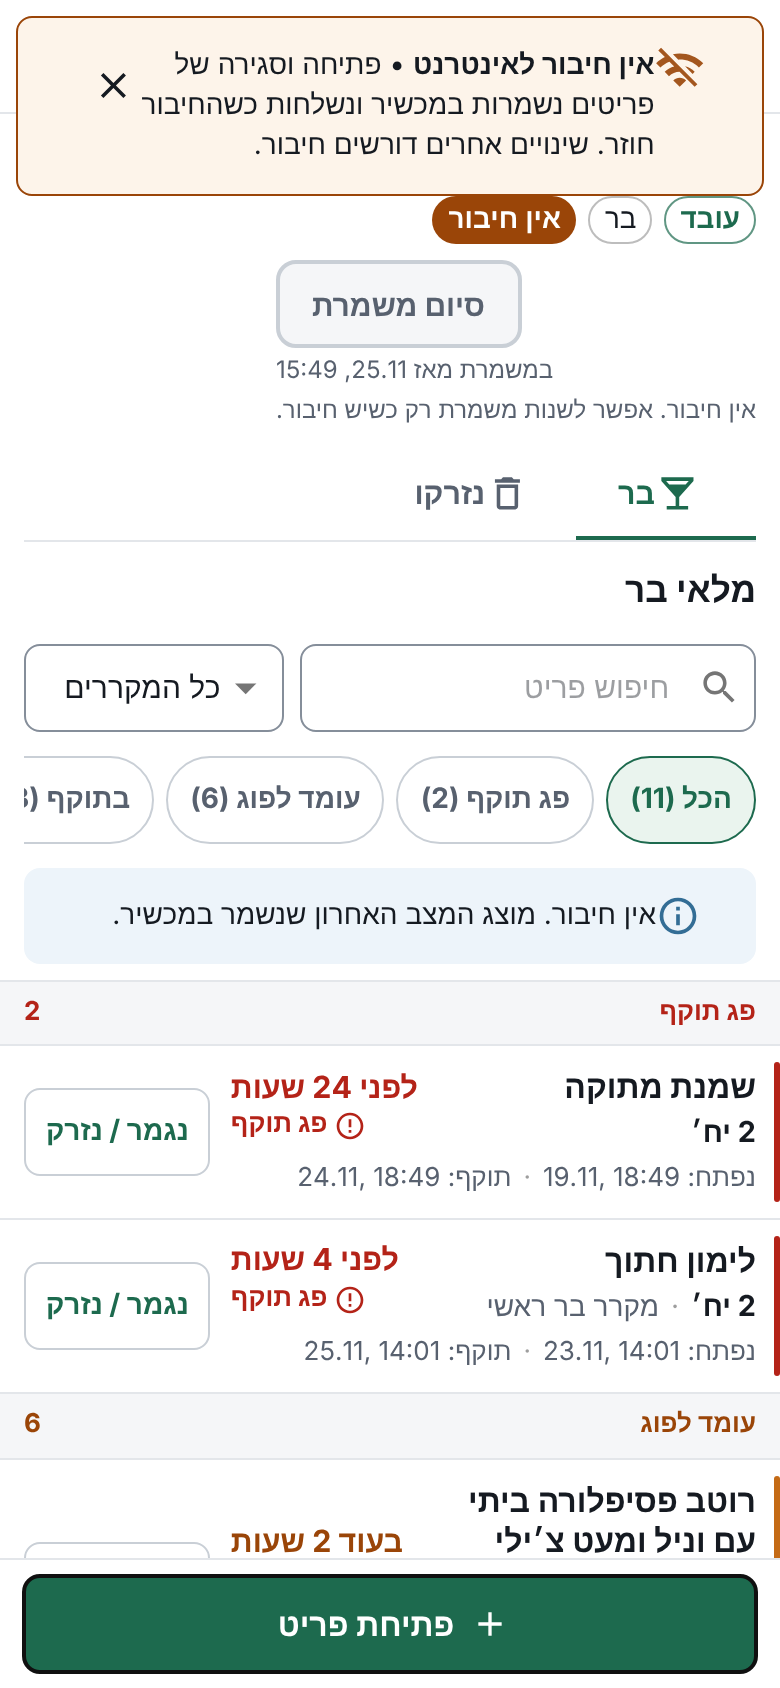 אין חיבור לאינטרנט • פתיחה וסגירה של
פריטים נשמרות במכשיר ונשלחות כשהחיבור
חוזר. שינויים אחרים דורשים חיבור.
עובד
בר
אין חיבור
סיום משמרת
במשמרת מאז 25.11, 15:49
אין חיבור. אפשר לשנות משמרת רק כשיש חיבור.
בר
נזרקו
מלאי בר
חיפוש פריט
כל המקררים
הכל (11)
פג תוקף (2)
עומד לפוג (6)
בתוקף
אין חיבור. מוצג המצב האחרון שנשמר במכשיר.
פג תוקף 2
שמנת מתוקה
2 יח׳
לפני 24 שעות
פג תוקף
נפתח: 19.11, 18:49 · תוקף: 24.11, 18:49
נגמר / נזרק
לימון חתוך
2 יח׳ · מקרר בר ראשי
לפני 4 שעות
פג תוקף
נפתח: 23.11, 14:01 · תוקף: 25.11, 14:01
נגמר / נזרק
עומד לפוג 6
רוטב פסיפלורה ביתי
עם וניל ומעט צ׳ילי
בעוד 2 שעות
פתיחת פריט